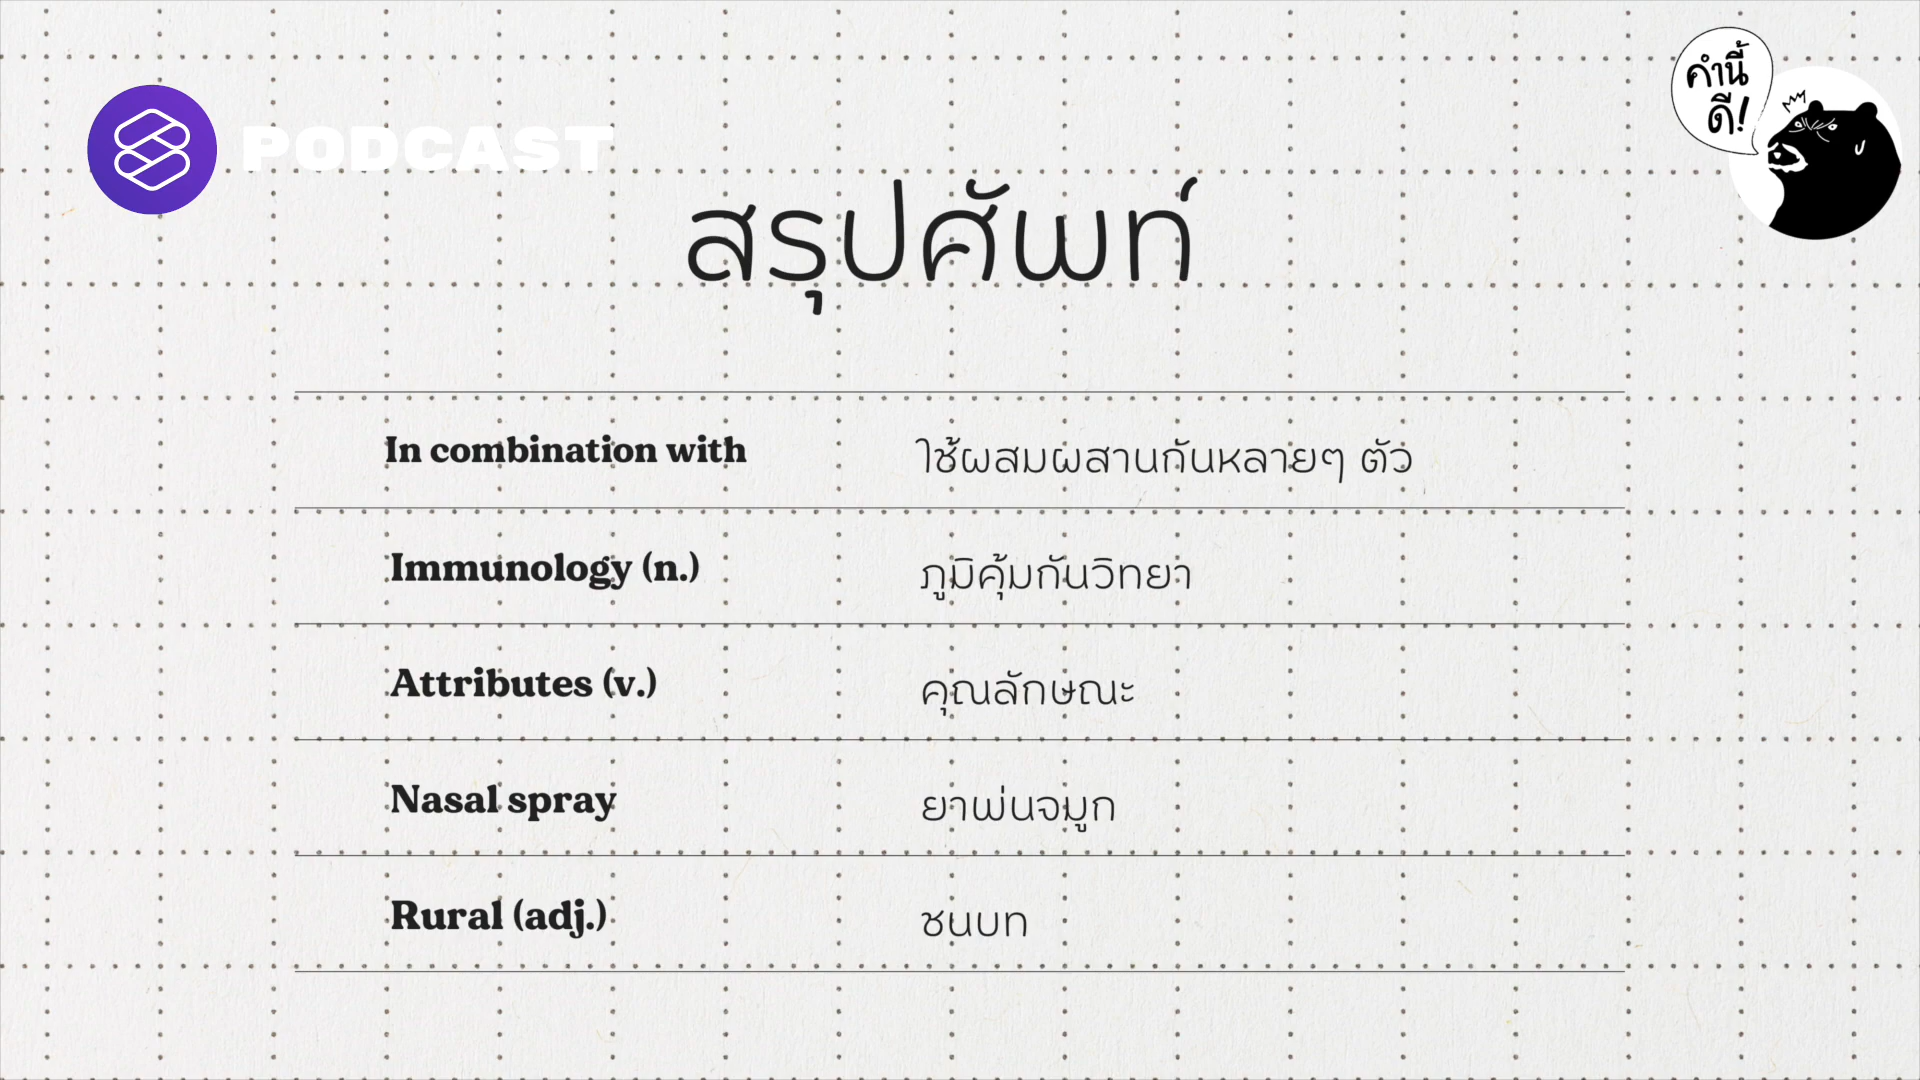 PODCAST
คำนี้
ดี!
สรุปศัพท์
In combination with ใช้ผสมผสานกันหลายๆ ตัว
Immunology (n.) ภูมิคุ้มกันวิทยา
Attributes (v.) คุณลักษณะ
Nasal spray ยาพ่นจมูก
Rural (adj.) ชนบท